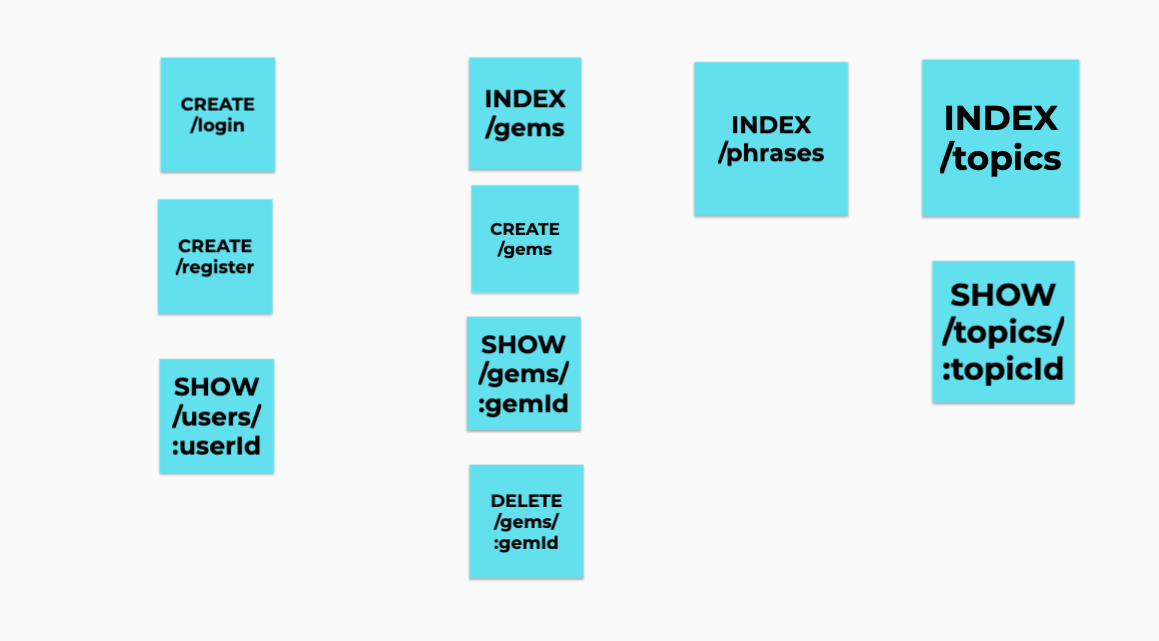 CREATE
/login
CREATE
/register
SHOW
/users/
:userId
INDEX
/gems
CREATE
/gems
SHOW
/gems/
:gemId
DELETE
/gems/
:gemId
INDEX
/phrases
INDEX
/topics
SHOW
/topics/
:topicId